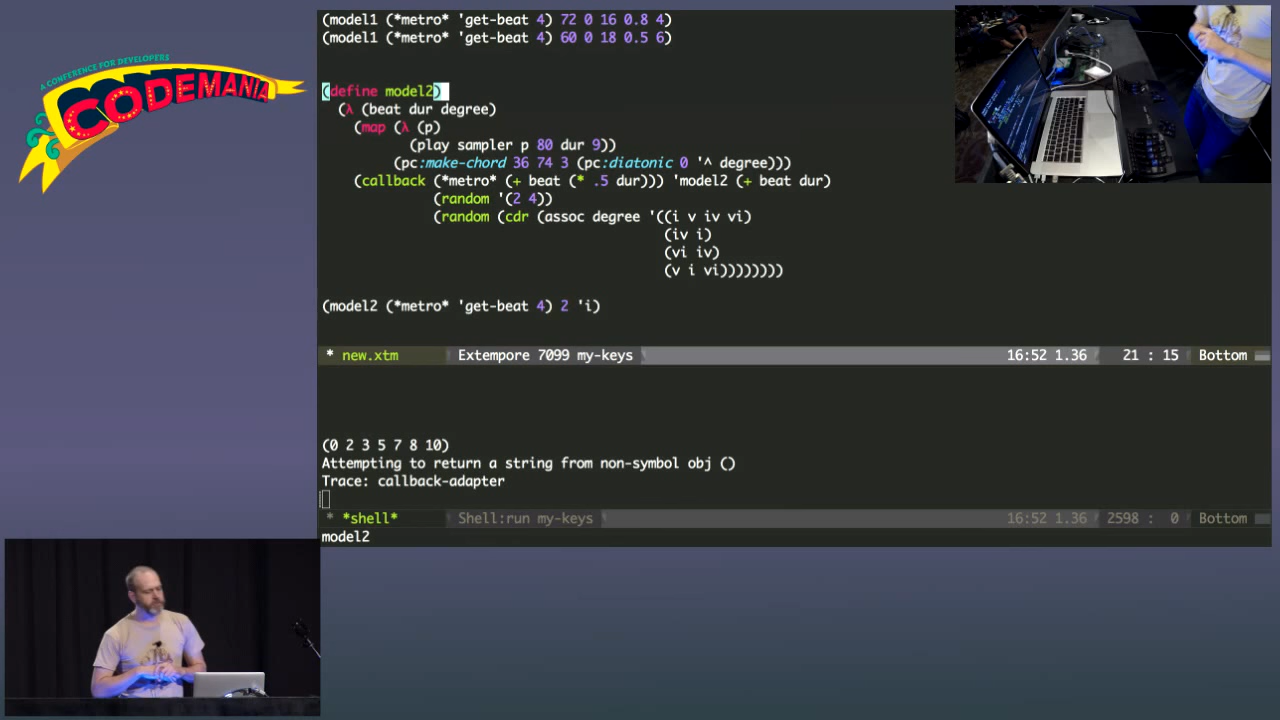 A CONFERENCE FOR DEVELOPERS
CODEMANIA
(model1 (*metro* 'get-beat 4) 72 0 16 0.8 4)
(model1 (*metro* 'get-beat 4) 60 0 18 0.5 6)
(define model2)
(λ (beat dur degree)
(map (λ (p)
(play sampler p 80 dur 9))
(pc:make-chord 36 74 3 (pc:diatonic 0 '^ degree)))
(callback (*metro* (+ beat (* .5 dur))) 'model2 (+ beat dur)
(random '(2 4))
(random (cdr (assoc degree '((i v iv vi)
(iv i)
(vi iv)
(v i vi))))))))
(model2 (*metro* 'get-beat 4) 2 'i)
* new.xtm Extempore 7099 my-keys 16:52 1.36 21 : 15 Bottom
(0 2 3 5 7 8 10)
Attempting to return a string from non-symbol obj ()
Trace: callback-adapter
* *shell* Shell:run my-keys 16:52 1.36 2598 : 0 Bottom
model2